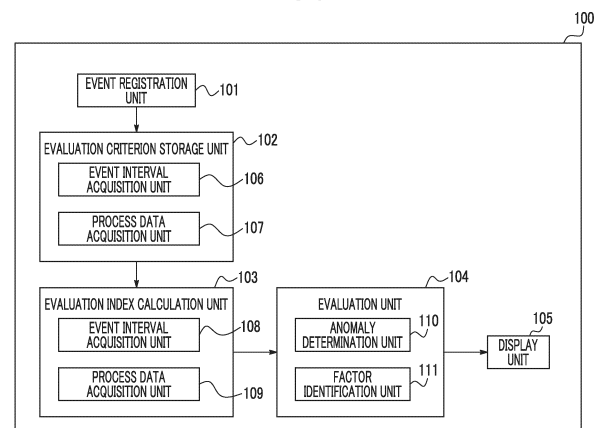 100
EVENT REGISTRATION
UNIT
101
102
EVALUATION CRITERION STORAGE UNIT
EVENT INTERVAL
ACQUISITION UNIT
106
PROCESS DATA
ACQUISITION UNIT
107
103
EVALUATION INDEX CALCULATION UNIT
EVENT INTERVAL
ACQUISITION UNIT
108
PROCESS DATA
ACQUISITION UNIT
109
104
EVALUATION UNIT
ANOMALY
DETERMINATION UNIT
110
FACTOR
IDENTIFICATION UNIT
111
105
DISPLAY
UNIT